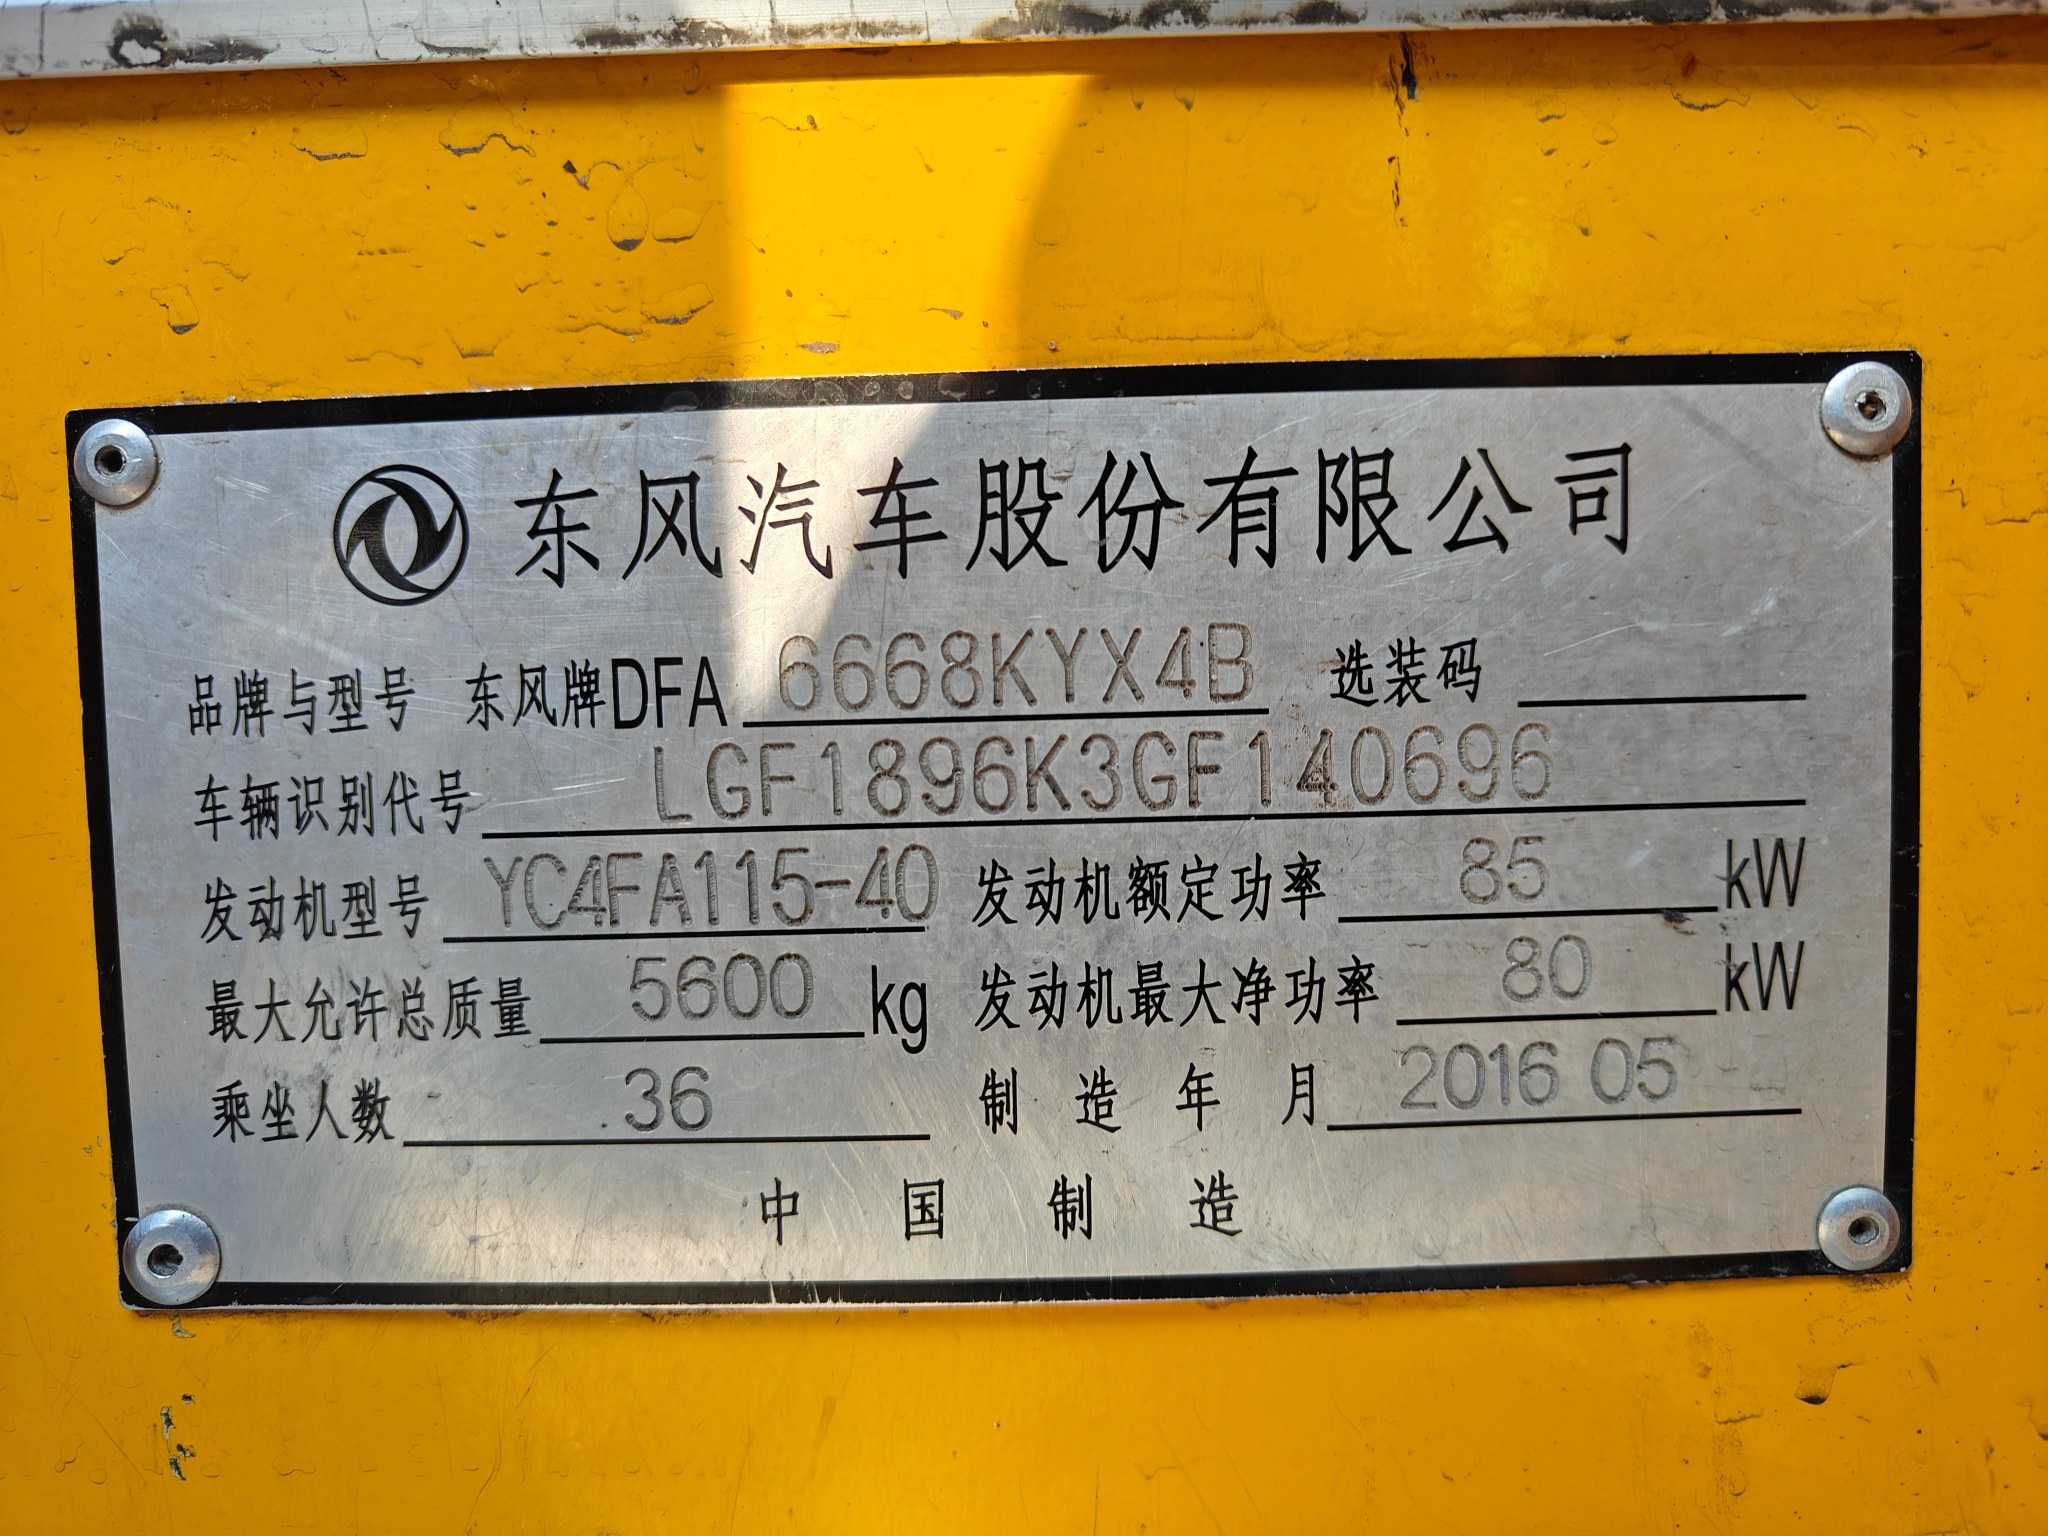 东风汽车股份有限公司
品牌与型号 东风牌DFA 6668KYX4B 选装码
车辆识别代号 LGF1896K3GF140696
发动机型号 YC4FA115-40 发动机额定功率 85 kW
最大允许总质量 5600 kg 发动机最大净功率 80 kW
乘坐人数 36 制造年月 2016 05
中国制造